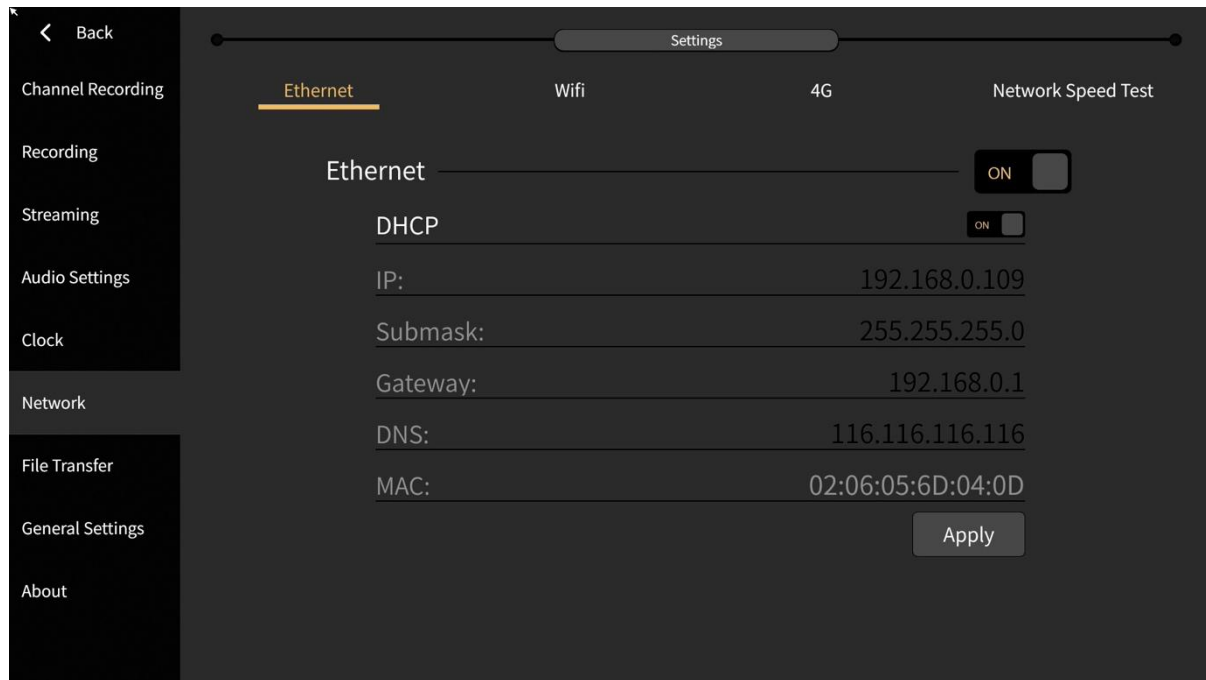 Back
Settings
Channel Recording
Ethernet Wifi 4G Network Speed Test
Recording
Ethernet ON
Streaming
DHCP ON
Audio Settings
IP: 192.168.0.109
Clock
Submask: 255.255.255.0
Network
Gateway: 192.168.0.1
DNS: 116.116.116.116
File Transfer
MAC: 02:06:05:6D:04:0D
General Settings
Apply
About